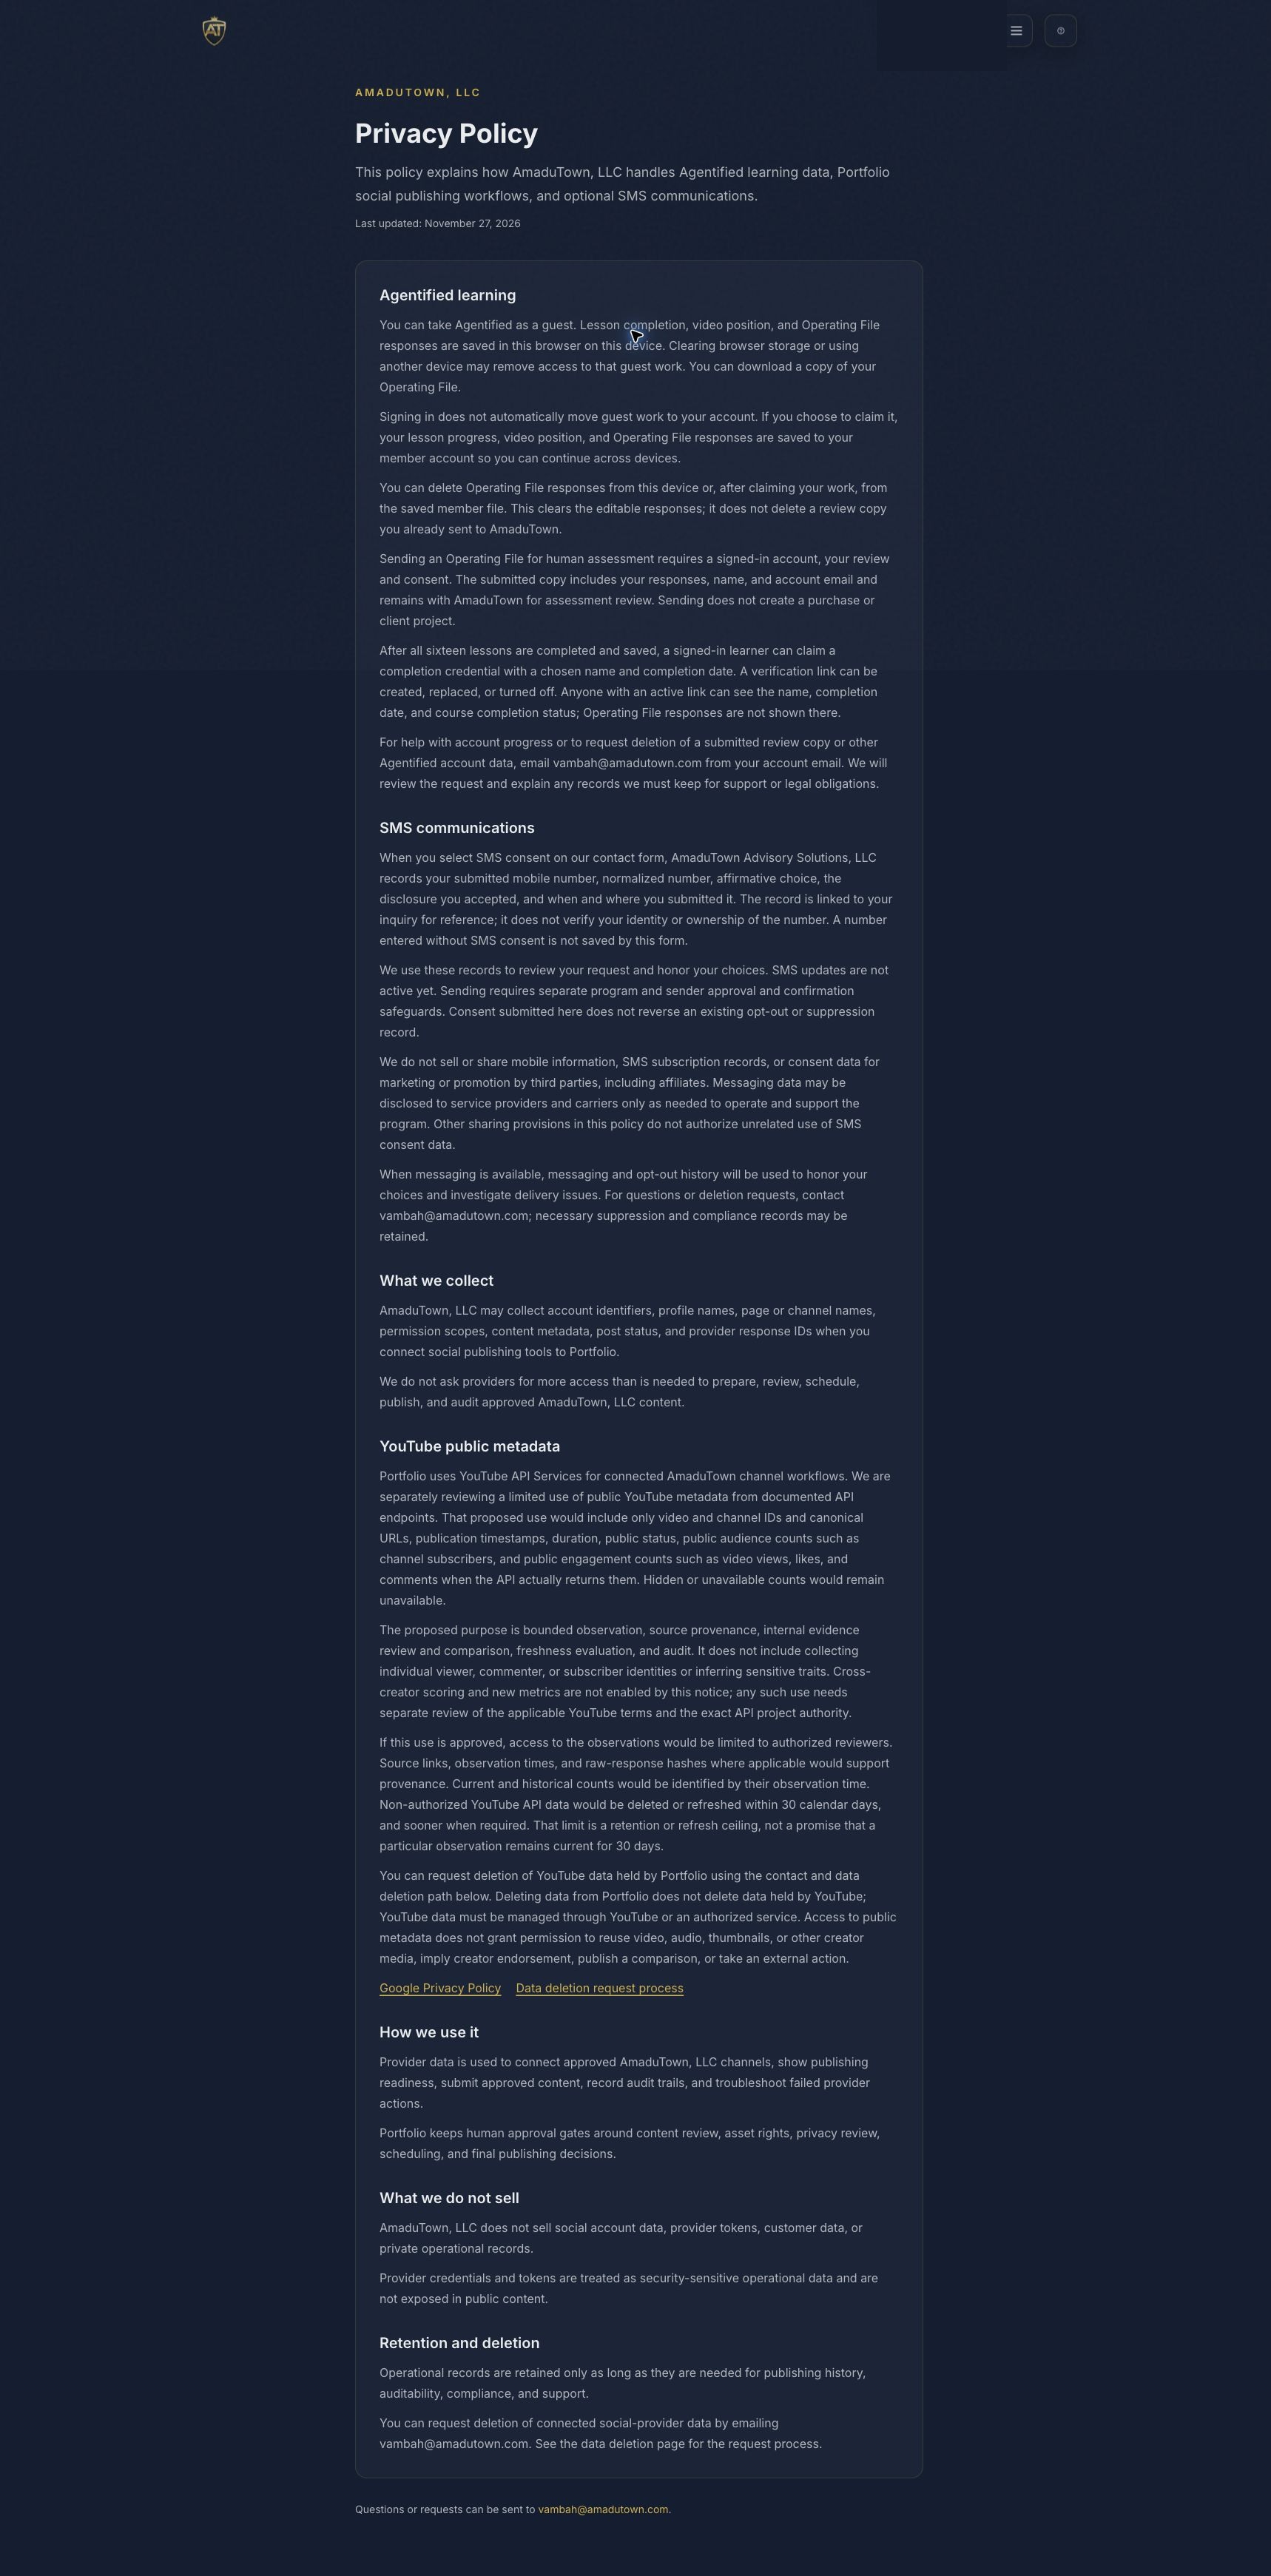 AT
AMADUTOWN, LLC
Privacy Policy
This policy explains how AmaduTown, LLC handles Agentified learning data, Portfolio
social publishing workflows, and optional SMS communications.
Last updated: November 27, 2026
Agentified learning
You can take Agentified as a guest. Lesson completion, video position, and Operating File
responses are saved in this browser on this device. Clearing browser storage or using
another device may remove access to that guest work. You can download a copy of your
Operating File.
Signing in does not automatically move guest work to your account. If you choose to claim it,
your lesson progress, video position, and Operating File responses are saved to your
member account so you can continue across devices.
You can delete Operating File responses from this device or, after claiming your work, from
the saved member file. This clears the editable responses; it does not delete a review copy
you already sent to AmaduTown.
Sending an Operating File for human assessment requires a signed-in account, your review
and consent. The submitted copy includes your responses, name, and account email and
remains with AmaduTown for assessment review. Sending does not create a purchase or
client project.
After all sixteen lessons are completed and saved, a signed-in learner can claim a
completion credential with a chosen name and completion date. A verification link can be
created, replaced, or turned off. Anyone with an active link can see the name, completion
date, and course completion status; Operating File responses are not shown there.
For help with account progress or to request deletion of a submitted review copy or other
Agentified account data, email vambah@amadutown.com from your account email. We will
review the request and explain any records we must keep for support or legal obligations.
SMS communications
When you select SMS consent on our contact form, AmaduTown Advisory Solutions, LLC
records your submitted mobile number, normalized number, affirmative choice, the
disclosure you accepted, and when and where you submitted it. The record is linked to your
inquiry for reference; it does not verify your identity or ownership of the number. A number
entered without SMS consent is not saved by this form.
We use these records to review your request and honor your choices. SMS updates are not
active yet. Sending requires separate program and sender approval and confirmation
safeguards. Consent submitted here does not reverse an existing opt-out or suppression
record.
We do not sell or share mobile information, SMS subscription records, or consent data for
marketing or promotion by third parties, including affiliates. Messaging data may be
disclosed to service providers and carriers only as needed to operate and support the
program. Other sharing provisions in this policy do not authorize unrelated use of SMS
consent data.
When messaging is available, messaging and opt-out history will be used to honor your
choices and investigate delivery issues. For questions or deletion requests, contact
vambah@amadutown.com; necessary suppression and compliance records may be
retained.
What we collect
AmaduTown, LLC may collect account identifiers, profile names, page or channel names,
permission scopes, content metadata, post status, and provider response IDs when you
connect social publishing tools to Portfolio.
We do not ask providers for more access than is needed to prepare, review, schedule,
publish, and audit approved AmaduTown, LLC content.
YouTube public metadata
Portfolio uses YouTube API Services for connected AmaduTown channel workflows. We are
separately reviewing a limited use of public YouTube metadata from documented API
endpoints. That proposed use would include only video and channel IDs and canonical
URLs, publication timestamps, duration, public status, public audience counts such as
channel subscribers, and public engagement counts such as video views, likes, and
comments when the API actually returns them. Hidden or unavailable counts would remain
unavailable.
The proposed purpose is bounded observation, source provenance, internal evidence
review and comparison, freshness evaluation, and audit. It does not include collecting
individual viewer, commenter, or subscriber identities or inferring sensitive traits. Cross-
creator scoring and new metrics are not enabled by this notice; any such use needs
separate review of the applicable YouTube terms and the exact API project authority.
If this use is approved, access to the observations would be limited to authorized reviewers.
Source links, observation times, and raw-response hashes where applicable would support
provenance. Current and historical counts would be identified by their observation time.
Non-authorized YouTube API data would be deleted or refreshed within 30 calendar days,
and sooner when required. That limit is a retention or refresh ceiling, not a promise that a
particular observation remains current for 30 days.
You can request deletion of YouTube data held by Portfolio using the contact and data
deletion path below. Deleting data from Portfolio does not delete data held by YouTube;
YouTube data must be managed through YouTube or an authorized service. Access to public
metadata does not grant permission to reuse video, audio, thumbnails, or other creator
media, imply creator endorsement, publish a comparison, or take an external action.
Google Privacy Policy Data deletion request process
How we use it
Provider data is used to connect approved AmaduTown, LLC channels, show publishing
readiness, submit approved content, record audit trails, and troubleshoot failed provider
actions.
Portfolio keeps human approval gates around content review, asset rights, privacy review,
scheduling, and final publishing decisions.
What we do not sell
AmaduTown, LLC does not sell social account data, provider tokens, customer data, or
private operational records.
Provider credentials and tokens are treated as security-sensitive operational data and are
not exposed in public content.
Retention and deletion
Operational records are retained only as long as they are needed for publishing history,
auditability, compliance, and support.
You can request deletion of connected social-provider data by emailing
vambah@amadutown.com. See the data deletion page for the request process.
Questions or requests can be sent to vambah@amadutown.com.